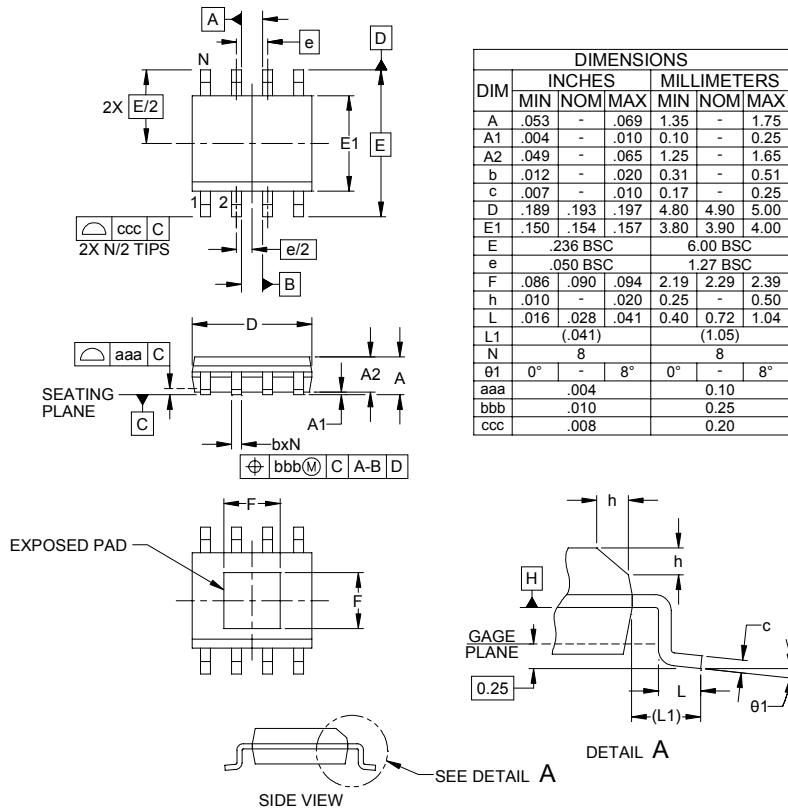 A
e
D
N
2X E/2
E1
E
1 2
ccc C
2X N/2 TIPS
e/2
B
D
aaa C
A2 A
SEATING
PLANE
C
A1
bxN
bbbⓂ C A-B D
F
EXPOSED PAD
F
SIDE VIEW
SEE DETAIL A
DIMENSIONS
DIM INCHES MILLIMETERS
MIN NOM MAX MIN NOM MAX
A .053 - .069 1.35 - 1.75
A1 .004 - .010 0.10 - 0.25
A2 .049 - .065 1.25 - 1.65
b .012 - .020 0.31 - 0.51
c .007 - .010 0.17 - 0.25
D .189 .193 .197 4.80 4.90 5.00
E1 .150 .154 .157 3.80 3.90 4.00
E .236 BSC 6.00 BSC
e .050 BSC 1.27 BSC
F .086 .090 .094 2.19 2.29 2.39
h .010 - .020 0.25 - 0.50
L .016 .028 .041 0.40 0.72 1.04
L1 (.041) (1.05)
N 8 8
θ1 0° - 8° 0° - 8°
aaa .004 0.10
bbb .010 0.25
ccc .008 0.20
h
h
H
c
GAGE
PLANE
0.25
L
(L1)
θ1
DETAIL A